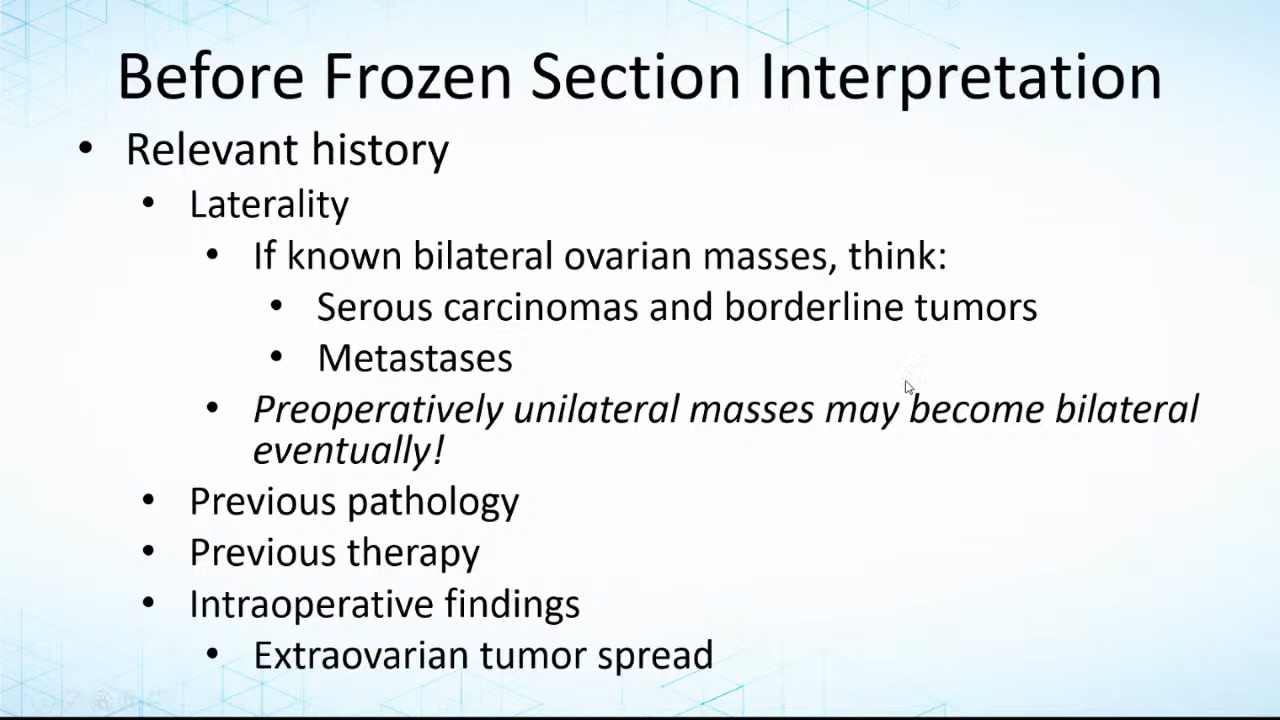 Before Frozen Section Interpretation
• Relevant history
• Laterality
• If known bilateral ovarian masses, think:
• Serous carcinomas and borderline tumors
• Metastases
• Preoperatively unilateral masses may become bilateral
eventually!
• Previous pathology
• Previous therapy
• Intraoperative findings
• Extraovarian tumor spread